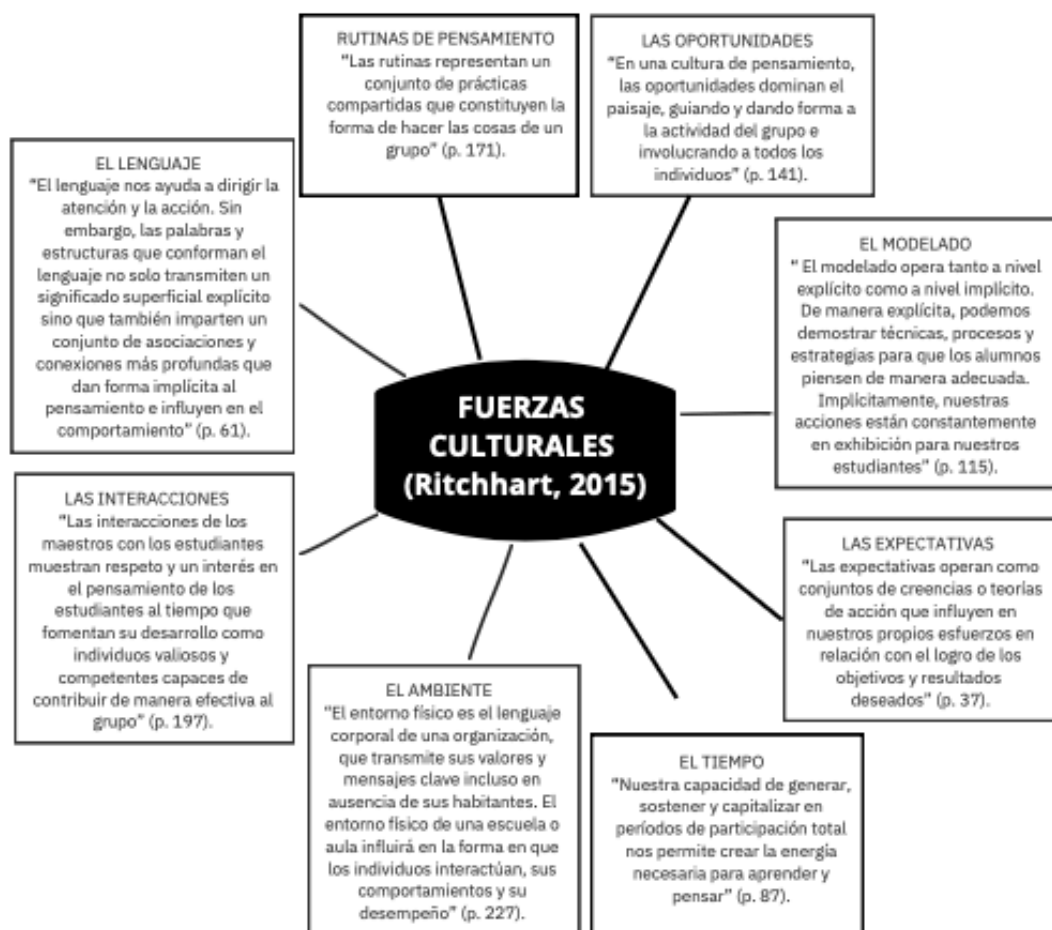 RUTINAS DE PENSAMIENTO
“Las rutinas representan un
conjunto de prácticas
compartidas que constituyen la
forma de hacer las cosas de un
grupo” (p. 171).
LAS OPORTUNIDADES
“En una cultura de pensamiento,
las oportunidades dominan el
paisaje, guiando y dando forma a
la actividad del grupo e
involucrando a todos los
individuos” (p. 141).
EL LENGUAJE
“El lenguaje nos ayuda a dirigir la
atención y la acción. Sin
embargo, las palabras y
estructuras que conforman el
lenguaje no solo transmiten un
significado superficial explícito
sino que también imparten un
conjunto de asociaciones y
conexiones más profundas que
dan forma implícita al
pensamiento e influyen en el
comportamiento” (p. 61).
EL MODELADO
“ El modelado opera tanto a nivel
explícito como a nivel implícito.
De manera explícita, podemos
demostrar técnicas, procesos y
estrategias para que los alumnos
piensen de manera adecuada.
Implícitamente, nuestras
acciones están constantemente
en exhibición para nuestros
estudiantes” (p. 115).
FUERZAS
CULTURALES
(Ritchhart, 2015)
LAS INTERACCIONES
“Las interacciones de los
maestros con los estudiantes
muestran respeto y un interés en
el pensamiento de los
estudiantes al tiempo que
fomentan su desarrollo como
individuos valiosos y
competentes capaces de
contribuir de manera efectiva al
grupo” (p. 197).
LAS EXPECTATIVAS
“Las expectativas operan como
conjuntos de creencias o teorías
de acción que influyen en
nuestros propios esfuerzos en
relación con el logro de los
objetivos y resultados
deseados” (p. 37).
EL AMBIENTE
“El entorno físico es el lenguaje
corporal de una organización,
que transmite sus valores y
mensajes clave incluso en
ausencia de sus habitantes. El
entorno físico de una escuela o
aula influirá en la forma en que
los individuos interactúan, sus
comportamientos y su
desempeño” (p. 227).
EL TIEMPO
“Nuestra capacidad de generar,
sostener y capitalizar en
períodos de participación total
nos permite crear la energía
necesaria para aprender y
pensar” (p. 87).